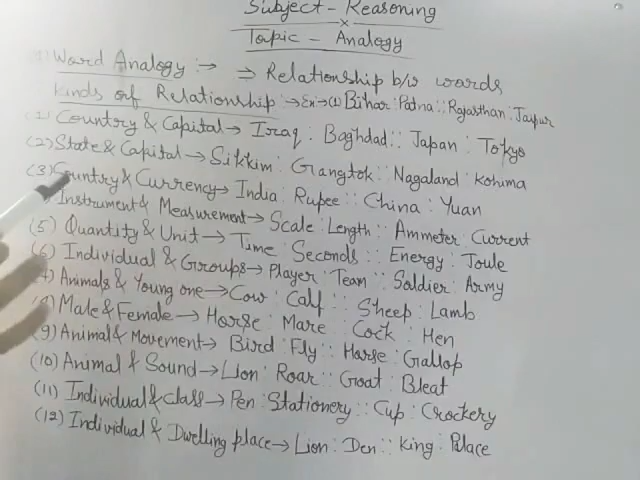 Subject - Reasoning
x
Topic - Analogy
Word Analogy :→ ⇒ Relationship b/w words
Kinds of Relationship :→ Ex→(1) Bihar : Patna :: Rajasthan : Jaipur
(1) Country & Capital → Iraq : Baghdad :: Japan : Tokyo
(2) State & Capital → Sikkim : Gangtok :: Nagaland : Kohima
(3) Country & Currency → India : Rupee :: China : Yuan
Instrument & Measurement → Scale : Length :: Ammeter : Current
(5) Quantity & Unit → Time : Seconds :: Energy : Joule
(6) Individual & Groups → Player : Team :: Soldier : Army
Animals & Young one → Cow : Calf :: Sheep : Lamb
Male & Female → Horse : Mare :: Cock : Hen
(9) Animal & Movement → Bird : Fly :: Horse : Gallop
(10) Animal & Sound → Lion : Roar :: Goat : Bleat
(11) Individual & class → Pen : Stationery :: Cup : Crockery
(12) Individual & Dwelling place → Lion : Den :: King : Palace